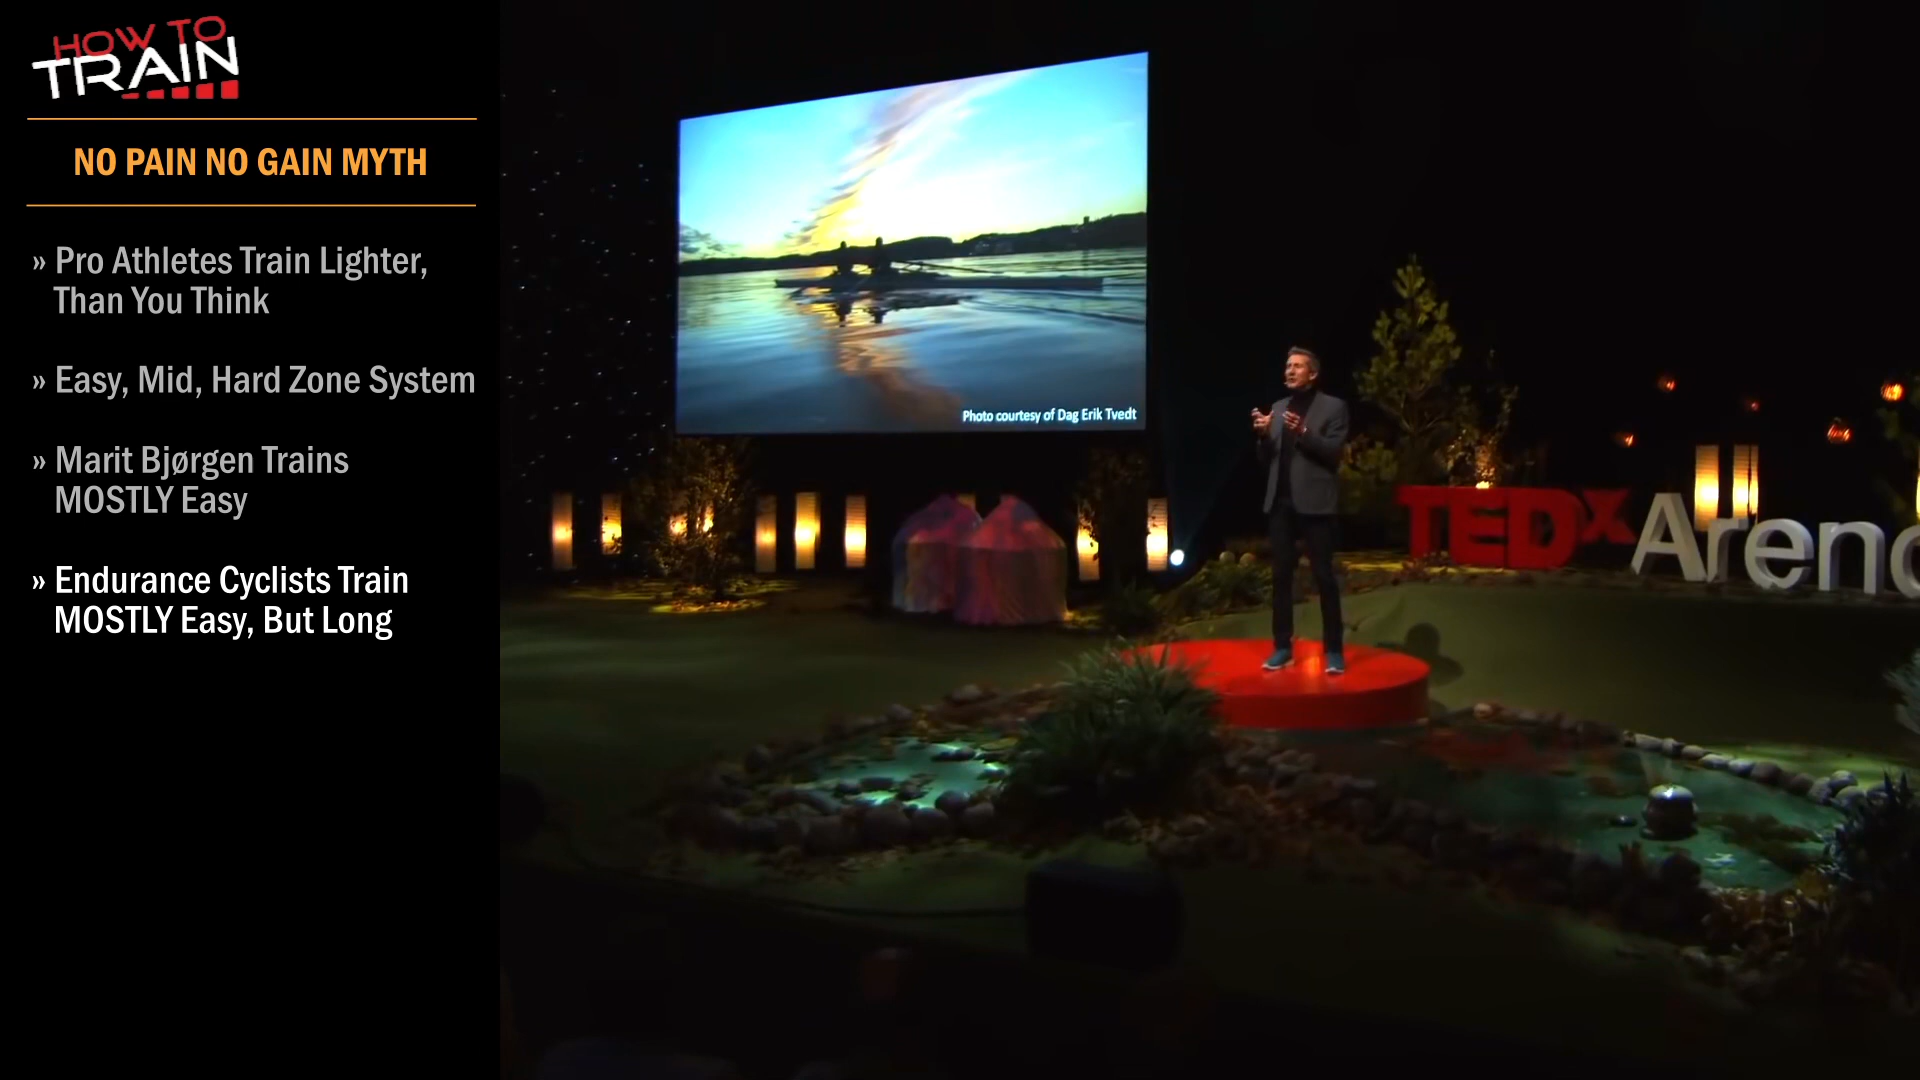 HOW TO
TRAIN
NO PAIN NO GAIN MYTH
» Pro Athletes Train Lighter,
Than You Think
» Easy, Mid, Hard Zone System
» Marit Bjørgen Trains
MOSTLY Easy
» Endurance Cyclists Train
MOSTLY Easy, But Long
Photo courtesy of Dag Erik Tvedt
TEDxArend